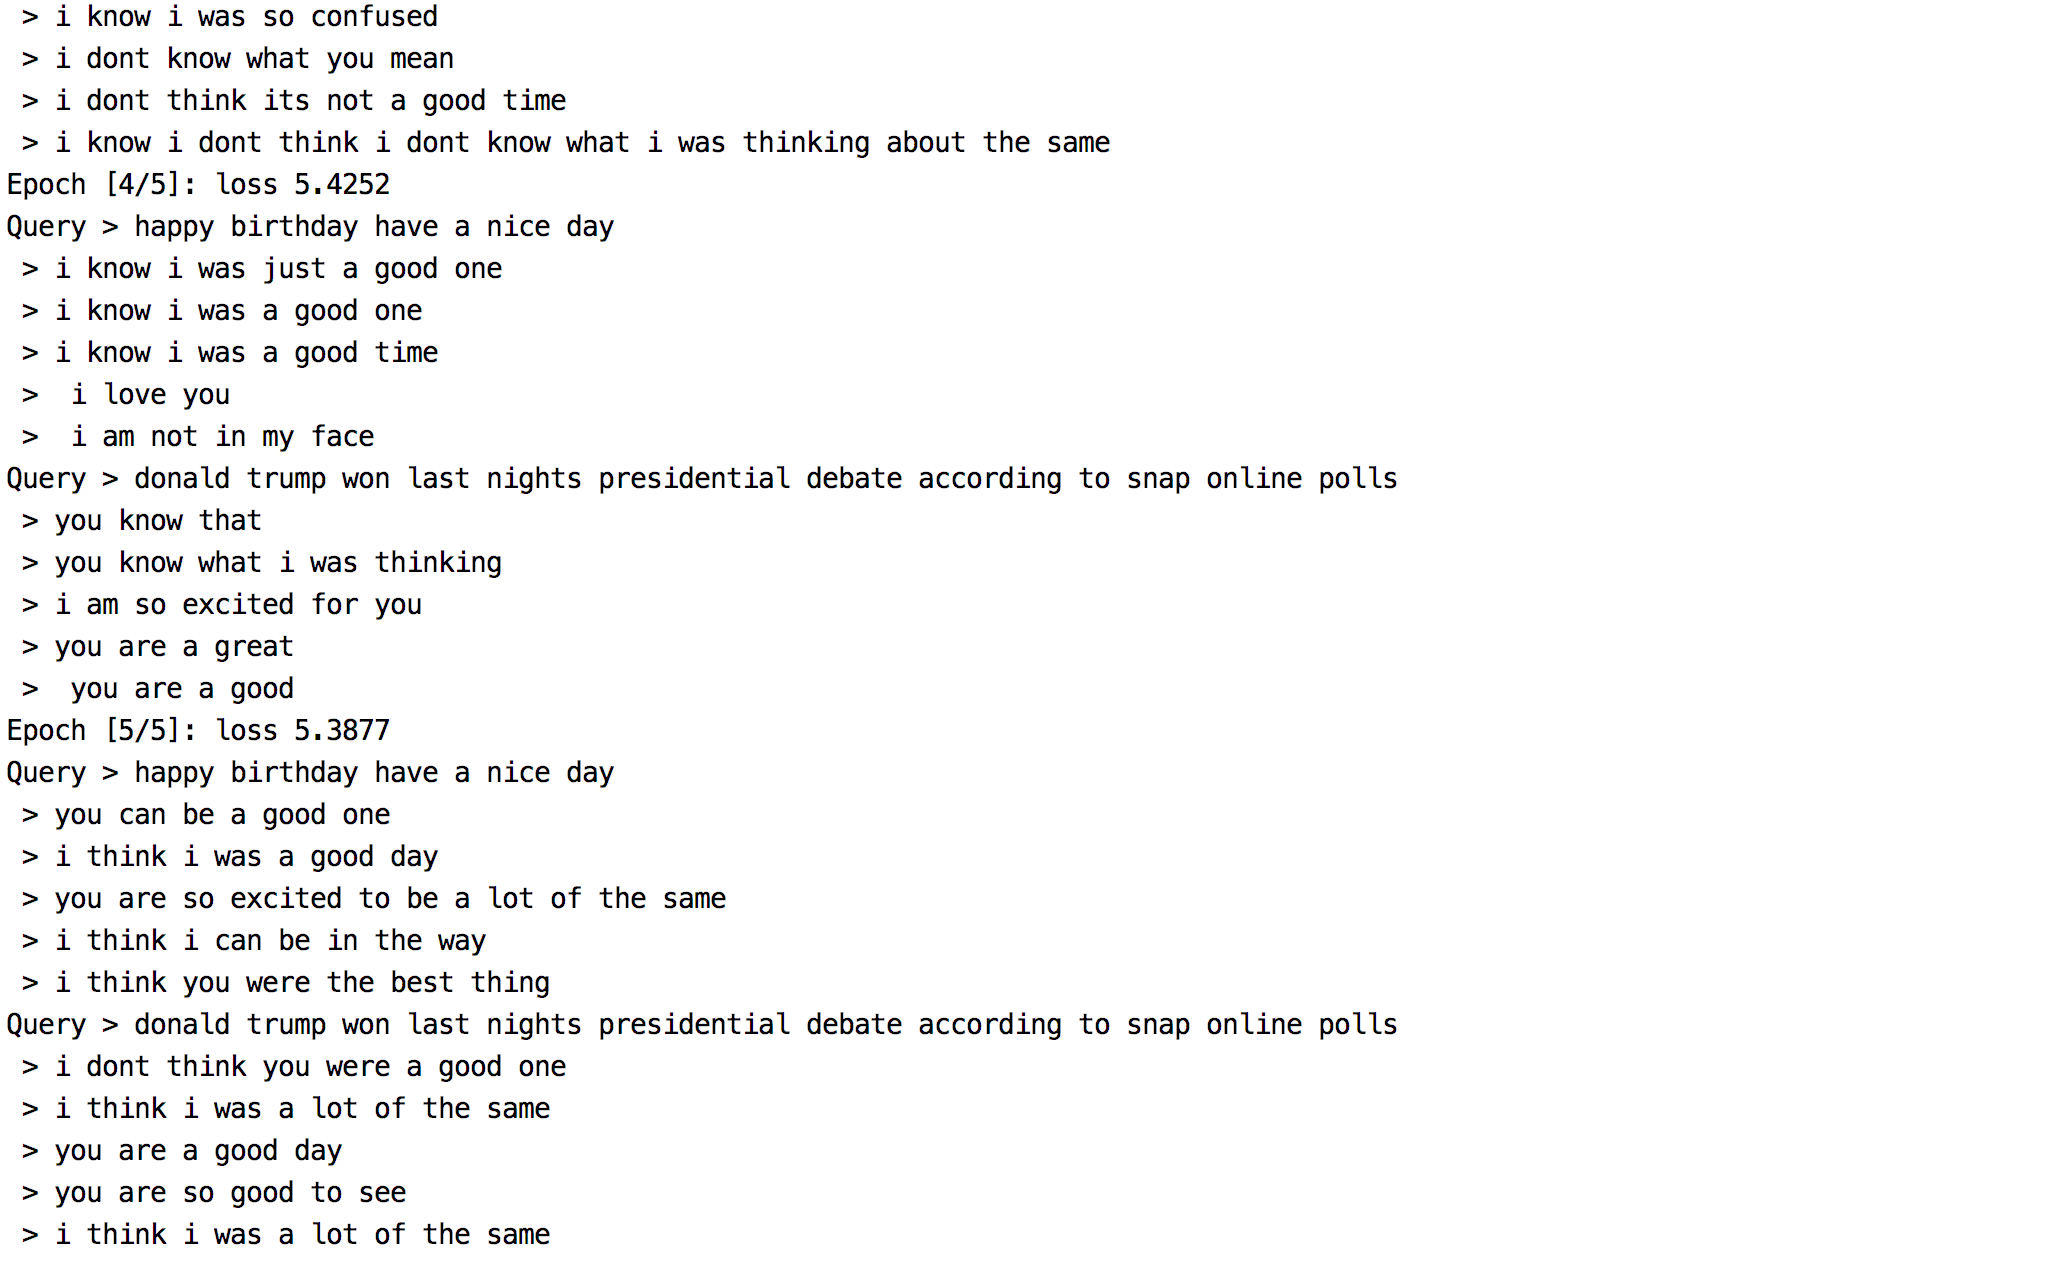 > i know i was so confused
> i dont know what you mean
> i dont think its not a good time
> i know i dont think i dont know what i was thinking about the same
Epoch [4/5]: loss 5.4252
Query > happy birthday have a nice day
> i know i was just a good one
> i know i was a good one
> i know i was a good time
>  i love you
>  i am not in my face
Query > donald trump won last nights presidential debate according to snap online polls
> you know that
> you know what i was thinking
> i am so excited for you
> you are a great
>  you are a good
Epoch [5/5]: loss 5.3877
Query > happy birthday have a nice day
> you can be a good one
> i think i was a good day
> you are so excited to be a lot of the same
> i think i can be in the way
> i think you were the best thing
Query > donald trump won last nights presidential debate according to snap online polls
> i dont think you were a good one
> i think i was a lot of the same
> you are a good day
> you are so good to see
> i think i was a lot of the same